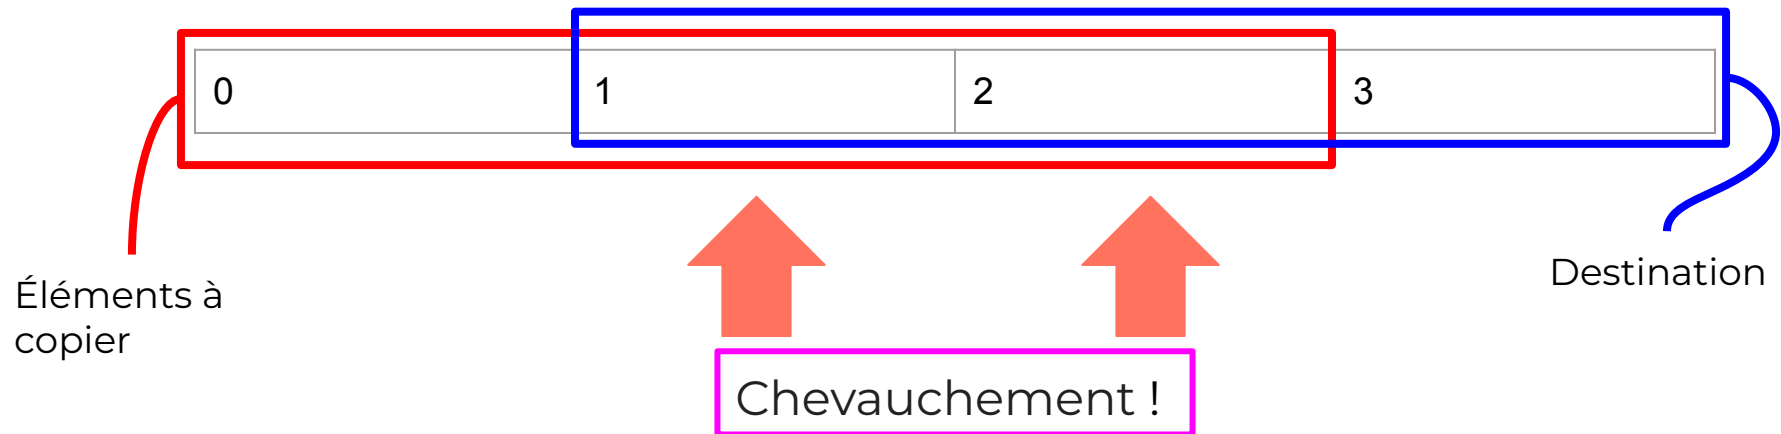 0 1 2 3
Éléments à
copier
Destination
Chevauchement !